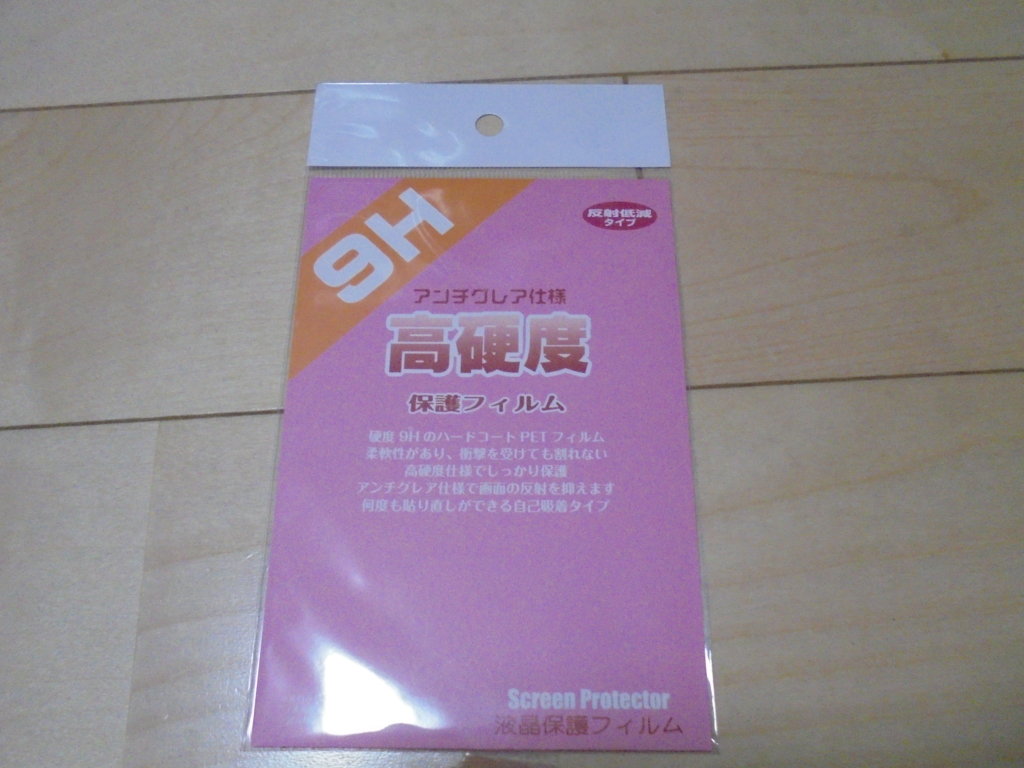 9H
反射低減
タイプ
アンチグレア仕様
高硬度
保護フィルム
硬度 9H のハードコート PET フィルム
柔軟性があり、衝撃を受けても割れない
高硬度仕様でしっかり保護
アンチグレア仕様で画面の反射を抑えます
何度も貼り直しができる自己吸着タイプ
Screen Protector
液晶保護フィルム